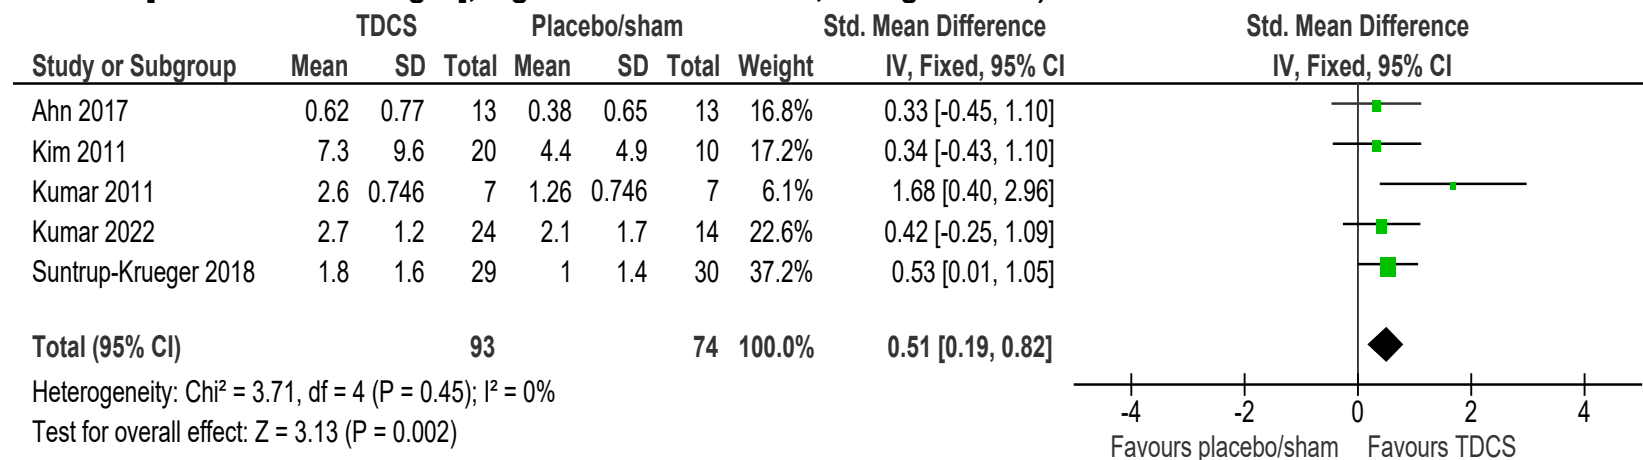 TDCS Placebo/sham Std. Mean Difference Std. Mean Difference
Study or Subgroup Mean SD Total Mean SD Total Weight IV, Fixed, 95% CI IV, Fixed, 95% CI
Ahn 2017 0.62 0.77 13 0.38 0.65 13 16.8% 0.33 [-0.45, 1.10]
Kim 2011 7.3 9.6 20 4.4 4.9 10 17.2% 0.34 [-0.43, 1.10]
Kumar 2011 2.6 0.746 7 1.26 0.746 7 6.1% 1.68 [0.40, 2.96]
Kumar 2022 2.7 1.2 24 2.1 1.7 14 22.6% 0.42 [-0.25, 1.09]
Suntrup-Krueger 2018 1.8 1.6 29 1 1.4 30 37.2% 0.53 [0.01, 1.05]
Total (95% CI) 93 74 100.0% 0.51 [0.19, 0.82]
Heterogeneity: Chi² = 3.71, df = 4 (P = 0.45); I² = 0%
Test for overall effect: Z = 3.13 (P = 0.002)
-4 -2 0 2 4
Favours placebo/sham Favours TDCS